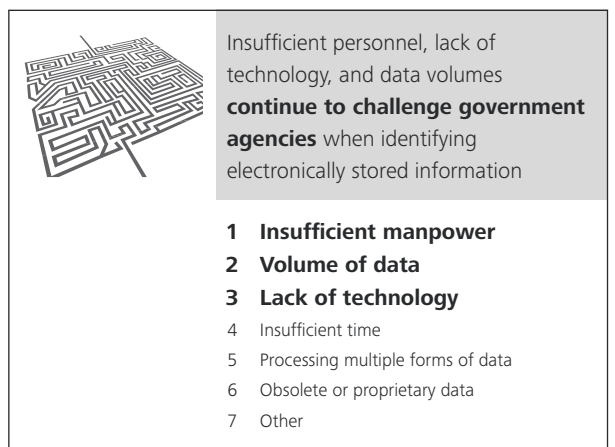 Insufficient personnel, lack of
technology, and data volumes
continue to challenge government
agencies when identifying
electronically stored information
1 Insufficient manpower
2 Volume of data
3 Lack of technology
4 Insufficient time
5 Processing multiple forms of data
6 Obsolete or proprietary data
7 Other